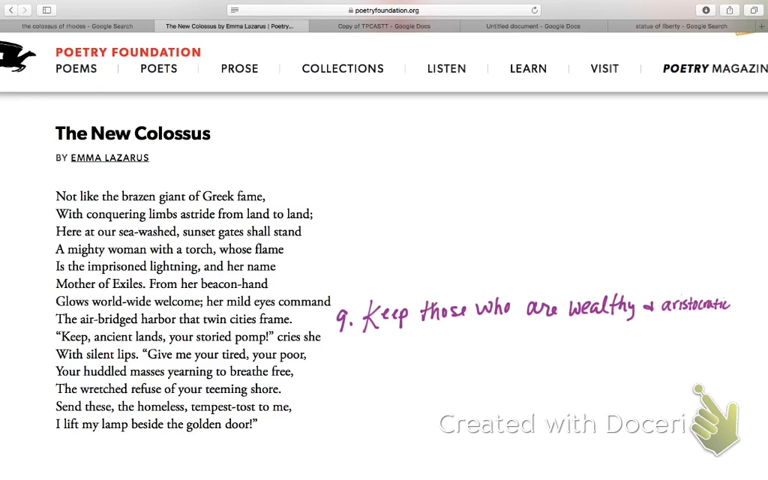 poetryfoundation.org
the colossus of rhodes - Google Search
The New Colossus by Emma Lazarus | Poetry...
Copy of TPCASTT - Google Docs
Untitled document - Google Docs
statue of liberty - Google Search
POETRY FOUNDATION
POEMS POETS PROSE COLLECTIONS LISTEN LEARN VISIT POETRY MAGAZIN
The New Colossus
BY EMMA LAZARUS
Not like the brazen giant of Greek fame,
With conquering limbs astride from land to land;
Here at our sea-washed, sunset gates shall stand
A mighty woman with a torch, whose flame
Is the imprisoned lightning, and her name
Mother of Exiles. From her beacon-hand
Glows world-wide welcome; her mild eyes command
The air-bridged harbor that twin cities frame.
“Keep, ancient lands, your storied pomp!” cries she
With silent lips. “Give me your tired, your poor,
Your huddled masses yearning to breathe free,
The wretched refuse of your teeming shore.
Send these, the homeless, tempest-tost to me,
I lift my lamp beside the golden door!”
9. Keep those who are wealthy & aristocratic
Created with Doceri